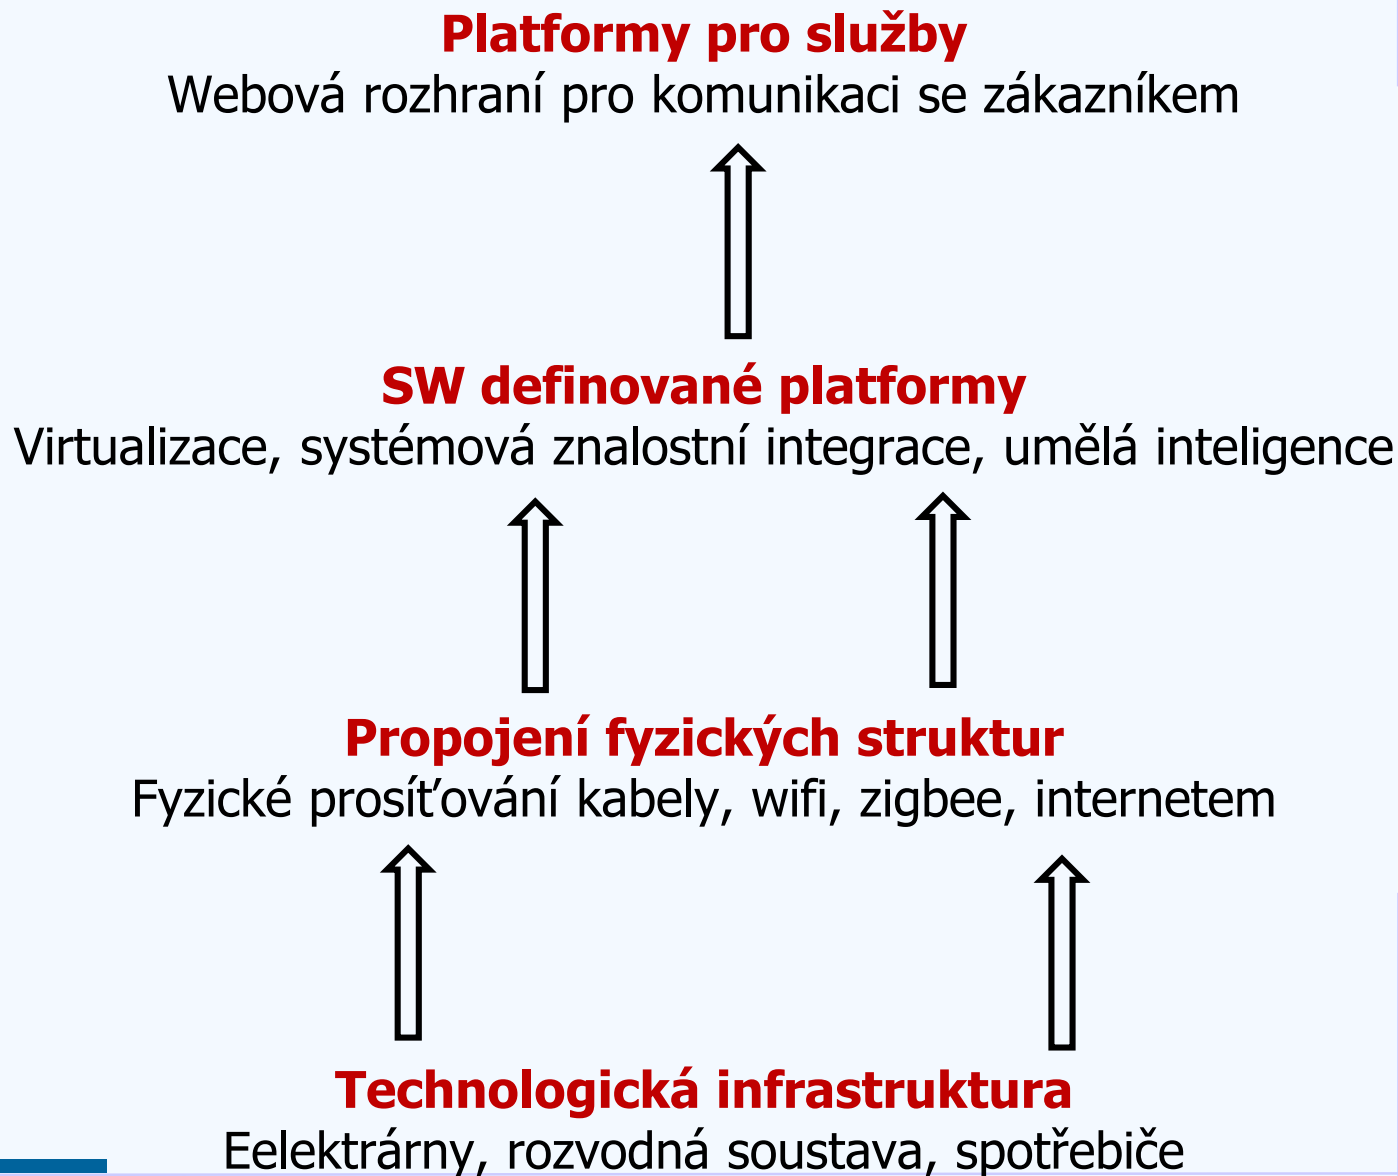 Platformy pro služby
Webová rozhraní pro komunikaci se zákazníkem
SW definované platformy
Virtualizace, systémová znalostní integrace, umělá inteligence
Propojení fyzických struktur
Fyzické prosíťování kabely, wifi, zigbee, internetem
Technologická infrastruktura
Eelektrárny, rozvodná soustava, spotřebiče